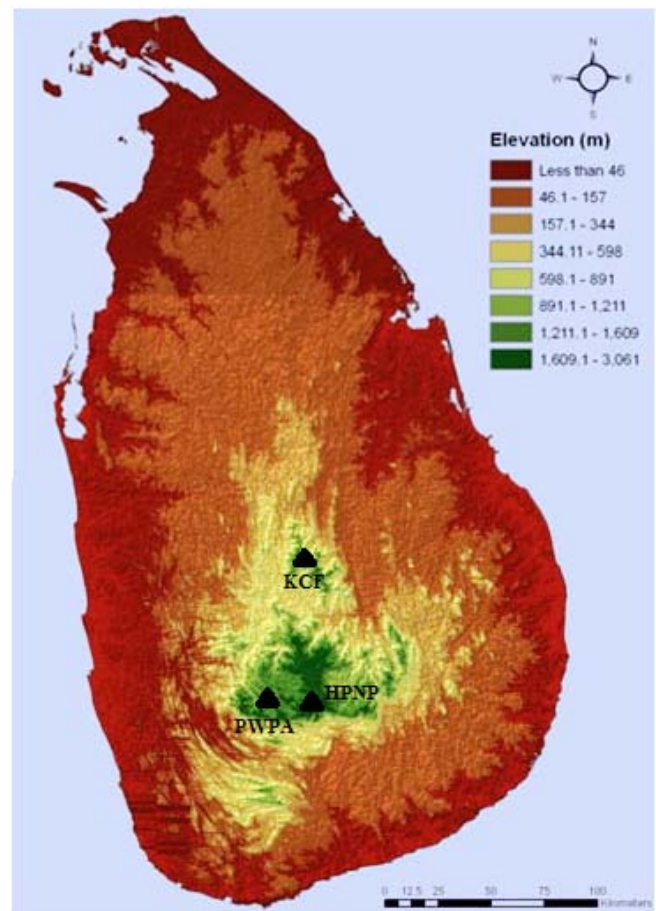 N
W E
S
Elevation (m)
Less than 46
46.1 - 157
157.1 - 344
344.11 - 598
598.1 - 891
891.1 - 1,211
1,211.1 - 1,609
1,609.1 - 3,061
KCF
HPNP
PWPA
0 12.5 25 50 75 100
Kilometers